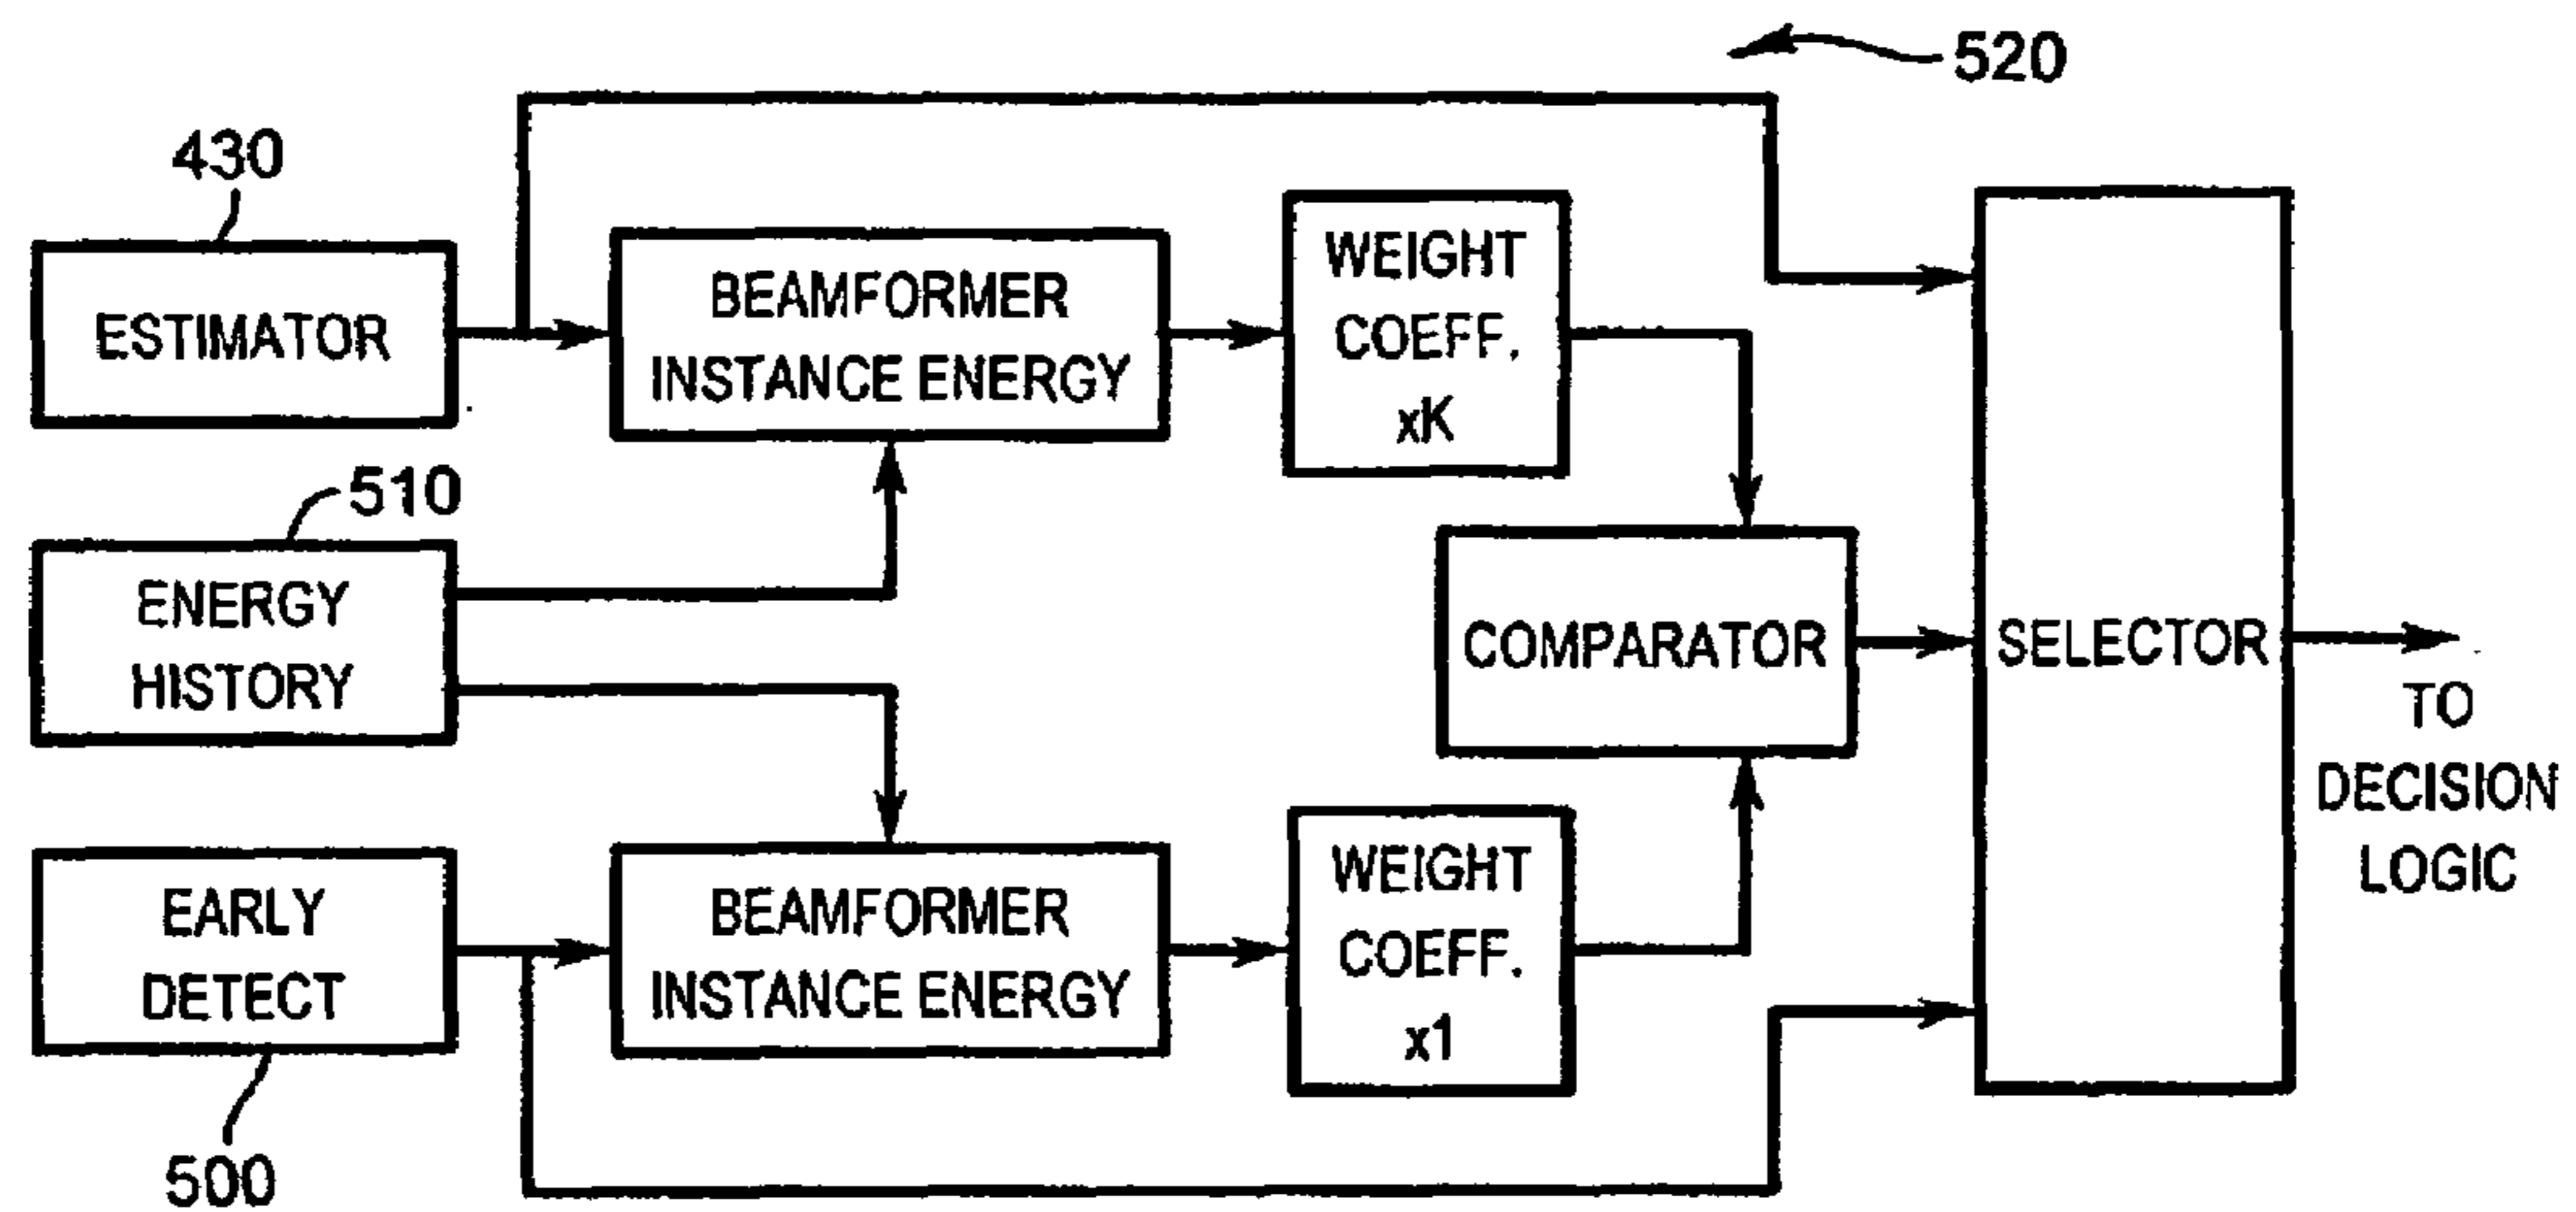 520
430
ESTIMATOR
BEAMFORMER
INSTANCE ENERGY
WEIGHT
COEFF.
xK
510
ENERGY
HISTORY
COMPARATOR
SELECTOR
TO
DECISION
LOGIC
EARLY
DETECT
500
BEAMFORMER
INSTANCE ENERGY
WEIGHT
COEFF.
x1